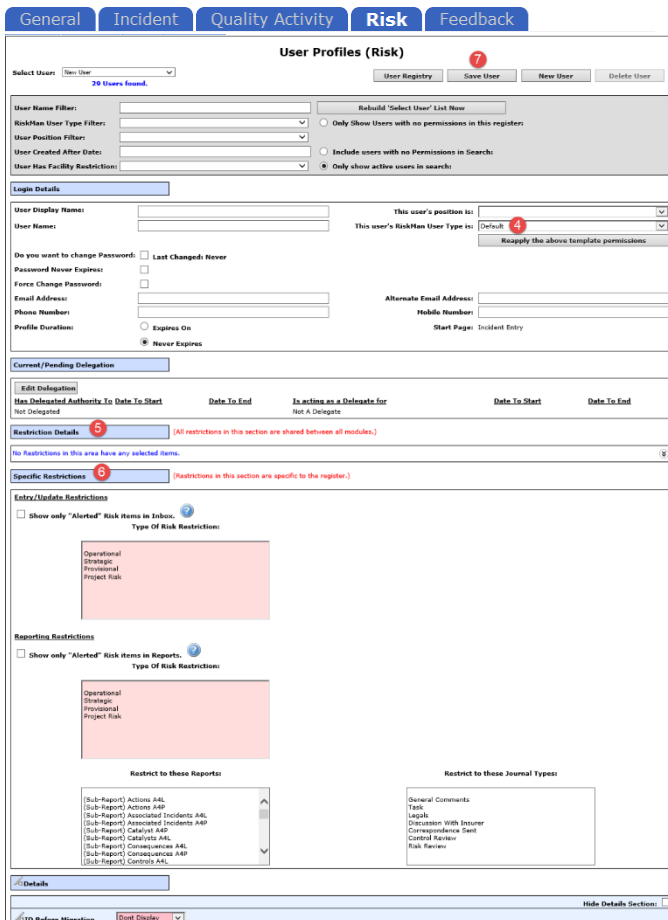 General Incident Quality Activity Risk Feedback
User Profiles (Risk)
7
Select User: New User
29 Users found.
User Registry Save User New User Delete User
User Name Filter: Rebuild 'Select User' List Now
RiskMan User Type Filter: Only Show Users with no permissions in this register:
User Position Filter:
User Created After Date: Include users with no Permissions in Search:
User Has Facility Restriction: Only show active users in search:
Login Details
User Display Name: This user's position is:
User Name: This user's RiskMan User Type is: Default 4
Reapply the above template permissions
Do you want to change Password: Last Changed: Never
Password Never Expires:
Force Change Password:
Email Address: Alternate Email Address:
Phone Number: Mobile Number:
Profile Duration: Expires On Start Page: Incident Entry
Never Expires
Current/Pending Delegation
Edit Delegation
Has Delegated Authority To Date To Start Date To End Is acting as a Delegate for Date To Start Date To End
Not Delegated Not A Delegate
Restriction Details 5 (All restrictions in this section are shared between all modules.)
No Restrictions in this area have any selected items.
Specific Restrictions 6 (Restrictions in this section are specific to the register.)
Entry/Update Restrictions
Show only "Alerted" Risk items in Inbox. ?
Type Of Risk Restriction:
Operational
Strategic
Provisional
Project Risk
Reporting Restrictions
Show only "Alerted" Risk items in Reports. ?
Type Of Risk Restriction:
Operational
Strategic
Provisional
Project Risk
Restrict to these Reports: Restrict to these Journal Types:
(Sub-Report) Actions A4L General Comments
(Sub-Report) Actions A4P Task
(Sub-Report) Associated Incidents A4L Legals
(Sub-Report) Associated Incidents A4P Discussion With Insurer
(Sub-Report) Catalyst A4P Correspondence Sent
(Sub-Report) Catalysts A4L Control Review
(Sub-Report) Consequences A4L Risk Review
(Sub-Report) Consequences A4P
(Sub-Report) Controls A4L
Details
Hide Details Section:
ID Before Migration Dont Display